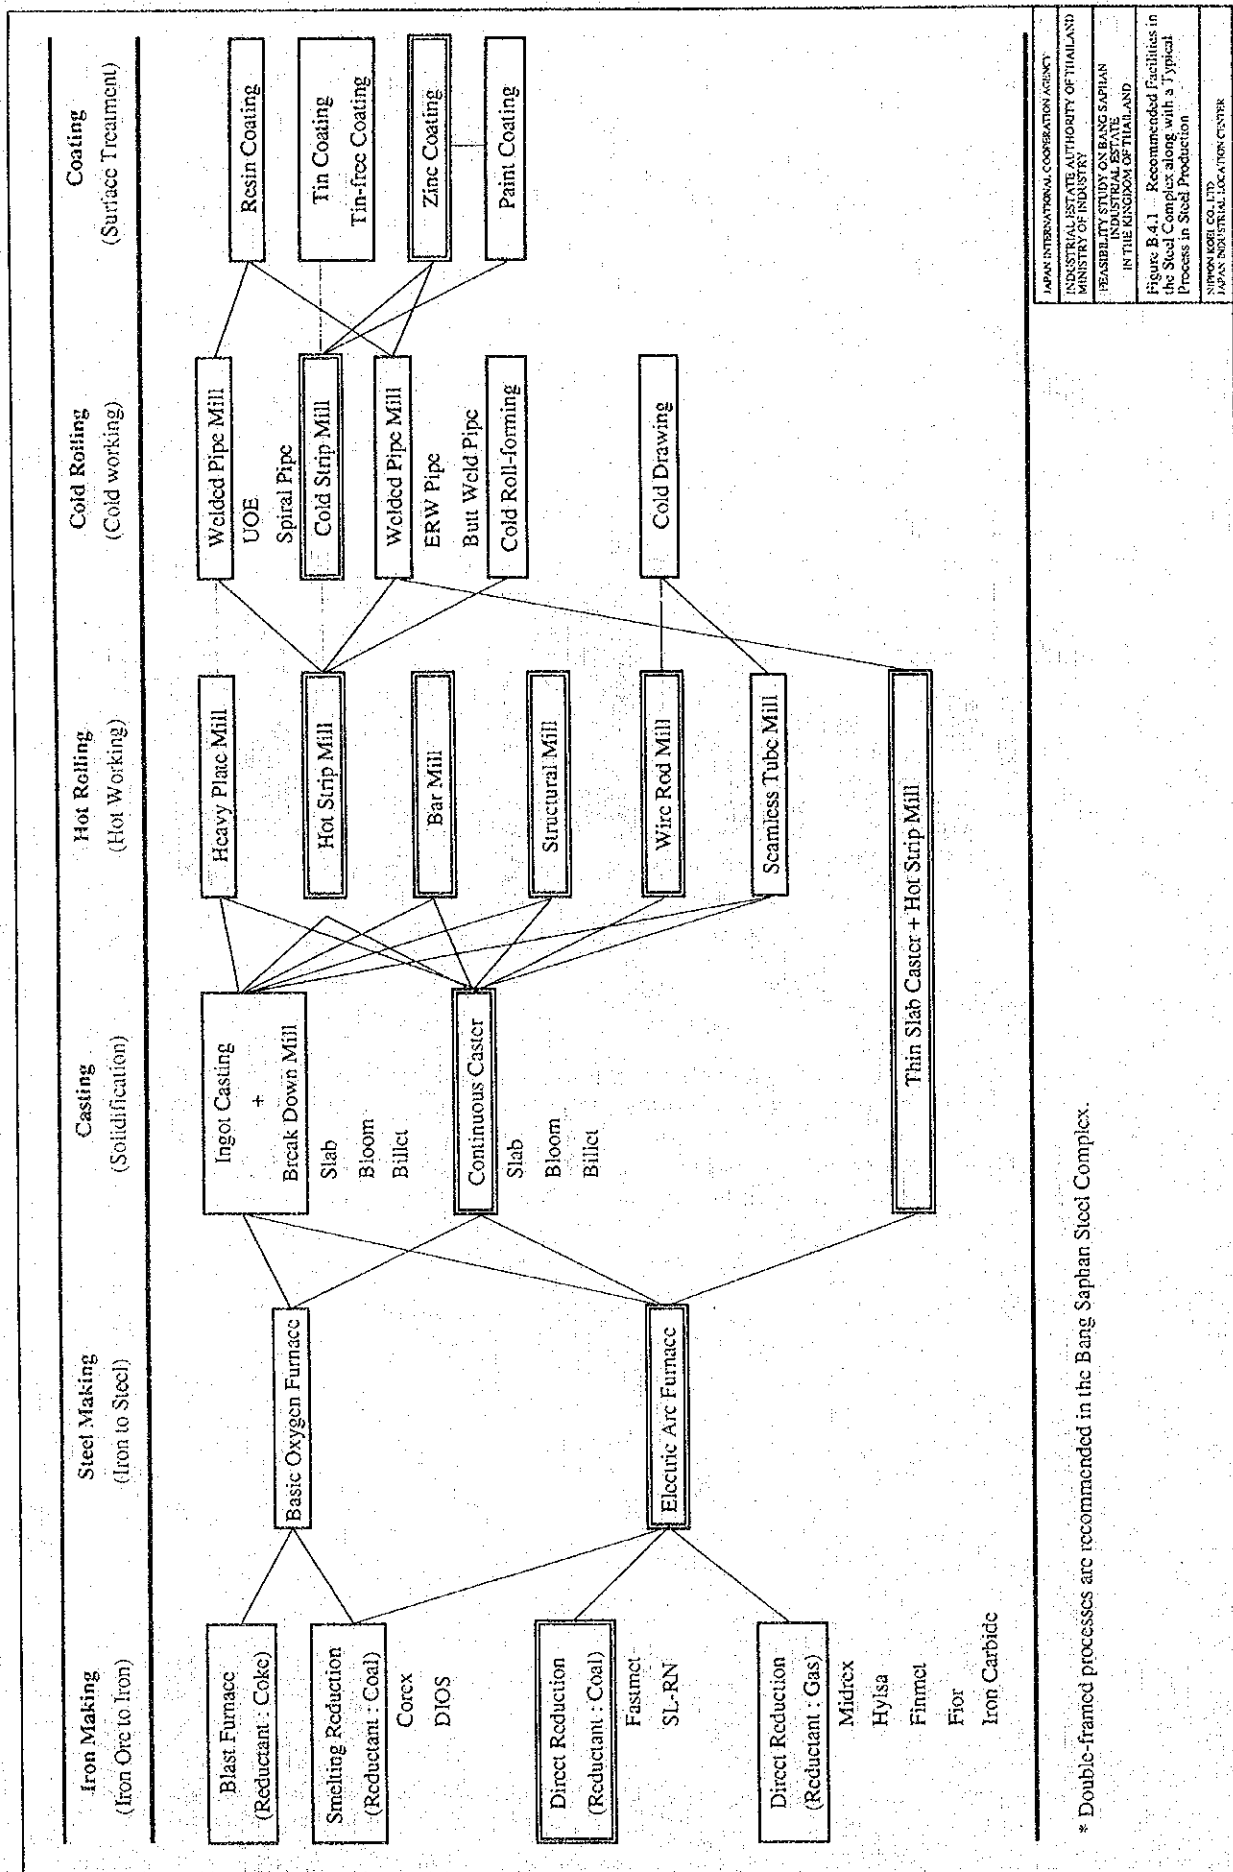 Iron Making
(Iron Ore to Iron)
Steel Making
(Iron to Steel)
Casting
(Solidification)
Hot Rolling
(Hot Working)
Cold Rolling
(Cold working)
Coating
(Surface Treatment)
Blast Furnace
(Reductant : Coke)
Smelting Reduction
(Reductant : Coal)
Corex
DIOS
Direct Reduction
(Reductant : Coal)
Fastmet
SL-RN
Direct Reduction
(Reductant : Gas)
Midrex
Hylsa
Finmet
Fior
Iron Carbide
Basic Oxygen Furnace
Electric Arc Furnace
Ingot Casting
+
Break Down Mill
Slab
Bloom
Billet
Continuous Caster
Slab
Bloom
Billet
Thin Slab Caster + Hot Strip Mill
Heavy Plate Mill
Hot Strip Mill
Bar Mill
Structural Mill
Wire Rod Mill
Seamless Tube Mill
Welded Pipe Mill
UOE
Spiral Pipe
Cold Strip Mill
Welded Pipe Mill
ERW Pipe
Butt Weld Pipe
Cold Roll-forming
Cold Drawing
Resin Coating
Tin Coating
Tin-free Coating
Zinc Coating
Paint Coating
* Double-framed processes are recommended in the Bang Saphan Steel Complex.
JAPAN INTERNATIONAL COOPERATION AGENCY
INDUSTRIAL ESTATE AUTHORITY OF THAILAND
MINISTRY OF INDUSTRY
FEASIBILITY STUDY ON BANG SAPHAN
INDUSTRIAL ESTATE
IN THE KINGDOM OF THAILAND
Figure B.4.1 Recommended Facilities in
the Steel Complex along with a Typical
Process in Steel Production
NIPPON KOEI CO., LTD
JAPAN INDUSTRIAL LOCATION CENTER